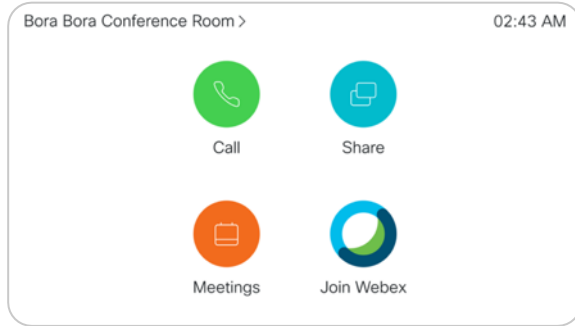 Bora Bora Conference Room >
02:43 AM
Call
Share
Meetings
Join Webex